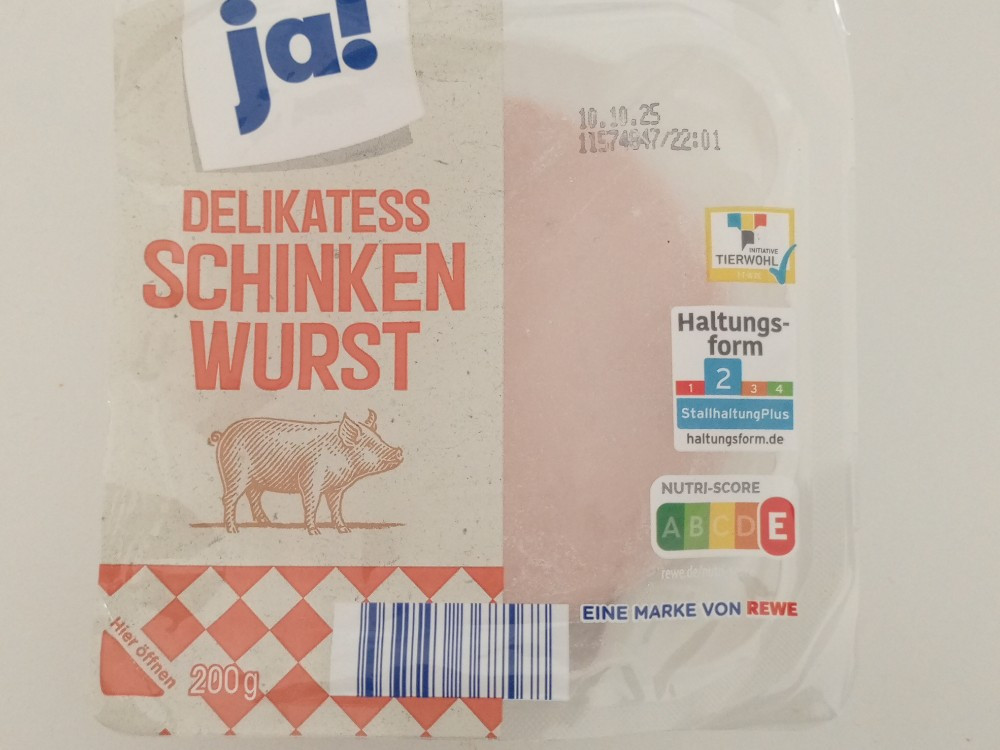 ja!
DELIKATESS
SCHINKEN
WURST
Hier öffnen
200g
10.10.25
11574847/22:01
INITIATIVE
TIERWOHL
Haltungs-
form
1 2 3 4
StallhaltungPlus
haltungsform.de
NUTRI-SCORE
A B C D E
EINE MARKE VON REWE